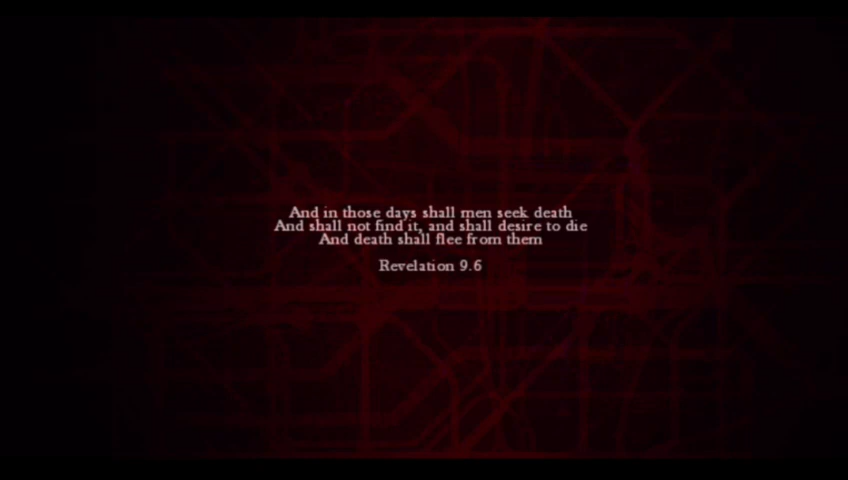 And in those days shall men seek death
And shall not find it, and shall desire to die
And death shall flee from them
Revelation 9.6